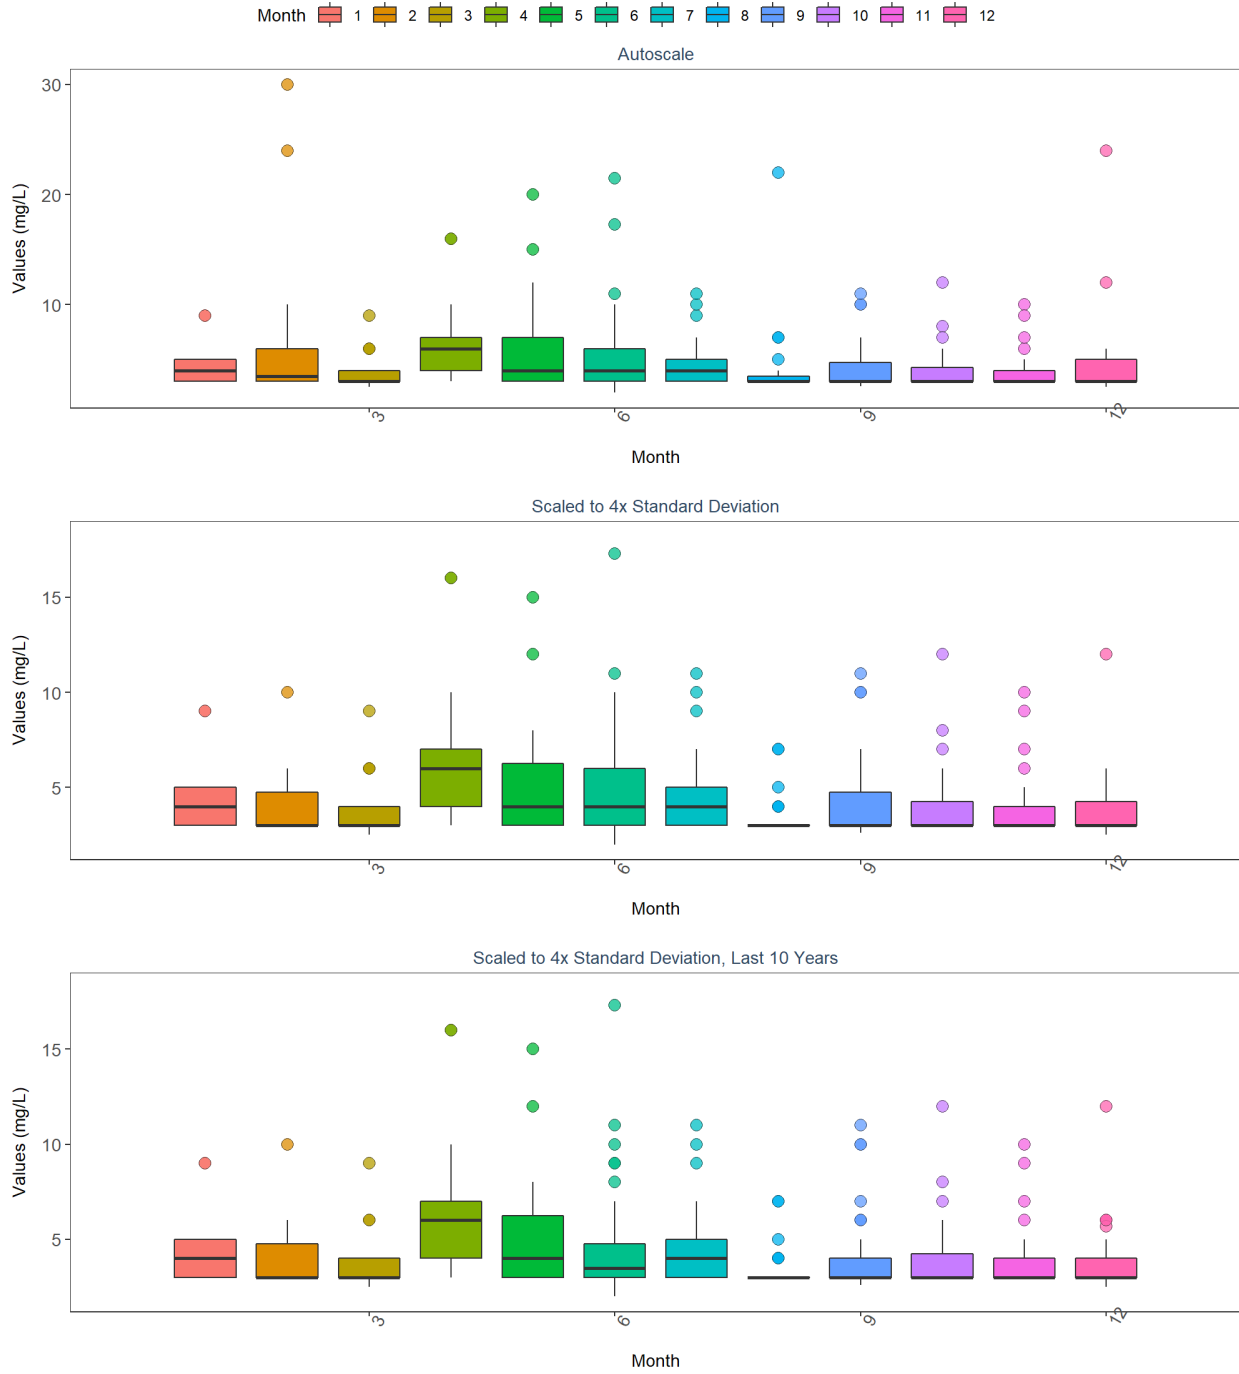 Month 1 2 3 4 5 6 7 8 9 10 11 12
Autoscale
Values (mg/L)
30
20
10
3 6 9 12
Month
Scaled to 4x Standard Deviation
Values (mg/L)
15
10
5
3 6 9 12
Month
Scaled to 4x Standard Deviation, Last 10 Years
Values (mg/L)
15
10
5
3 6 9 12
Month